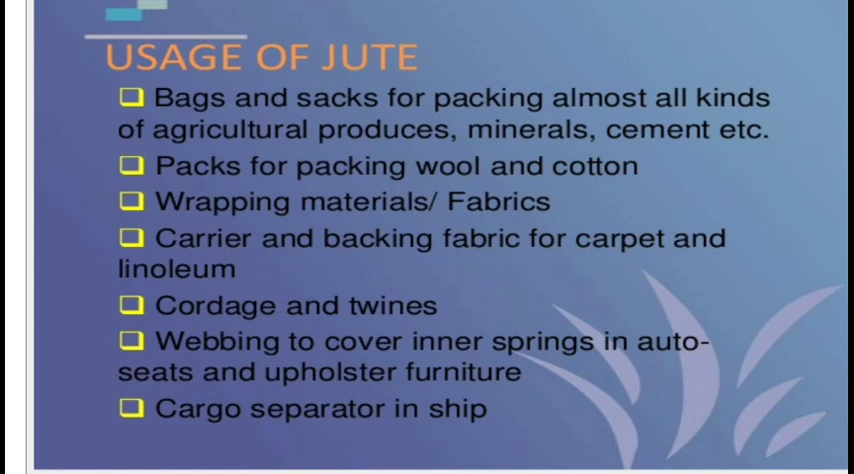 USAGE OF JUTE
Bags and sacks for packing almost all kinds
of agricultural produces, minerals, cement etc.
Packs for packing wool and cotton
Wrapping materials/ Fabrics
Carrier and backing fabric for carpet and
linoleum
Cordage and twines
Webbing to cover inner springs in auto-
seats and upholster furniture
Cargo separator in ship